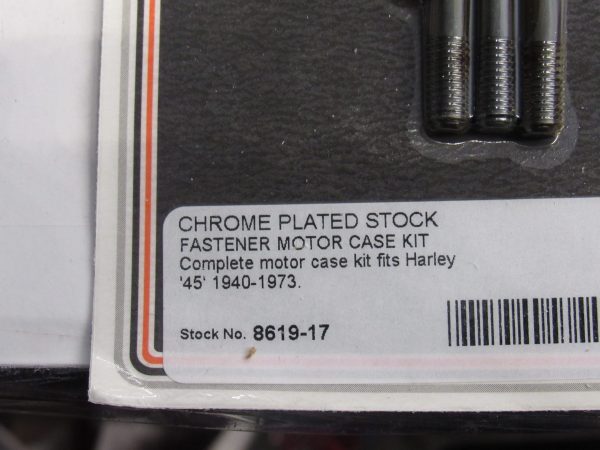 CHROME PLATED STOCK
FASTENER MOTOR CASE KIT
Complete motor case kit fits Harley
'45' 1940-1973.
Stock No. 8619-17